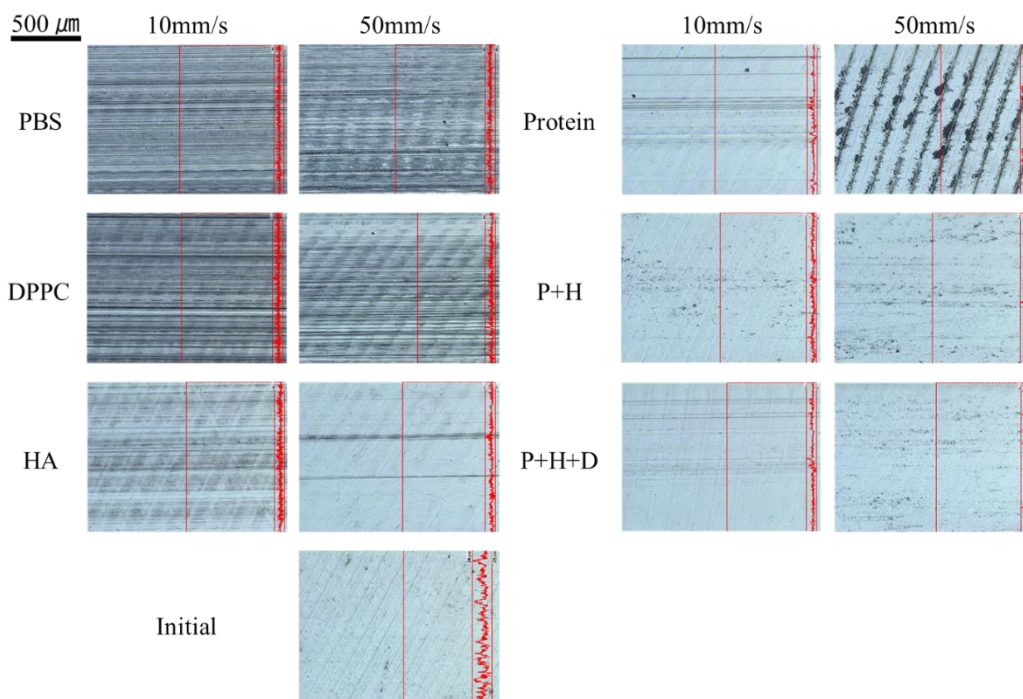 500 ㎛
10mm/s
50mm/s
10mm/s
50mm/s
PBS
Protein
DPPC
P+H
HA
P+H+D
Initial